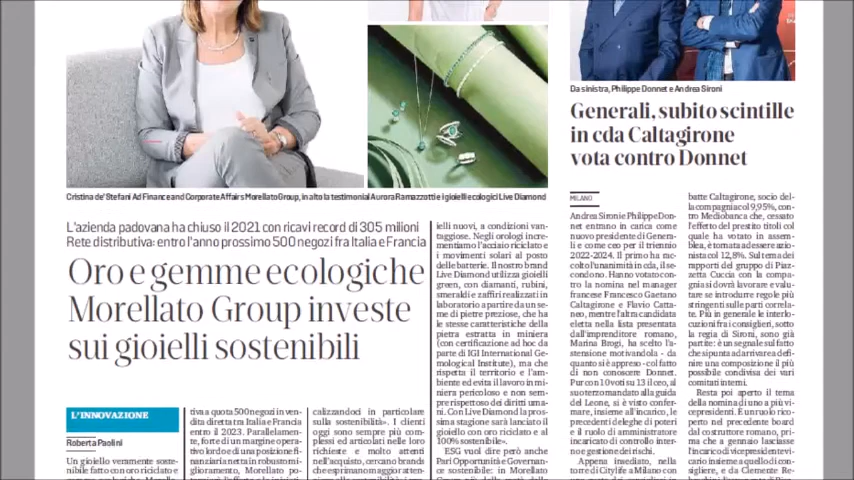 Cristina de' Stefani Ad Finance and Corporate Affairs Morellato Group, in alto la testimonial Aurora Ramazzotti e i gioielli ecologici Live Diamond
L'azienda padovana ha chiuso il 2021 con ricavi record di 305 milioni
Rete distributiva: entro l'anno prossimo 500 negozi fra Italia e Francia
Oro e gemme ecologiche
Morellato Group investe
sui gioielli sostenibili
L'INNOVAZIONE
Roberta Paolini
Un gioiello veramente soste-
nibile fatto con oro riciclato e
tiva a quota 500 negozi in ven-
dita diretta tra Italia e Francia
entro il 2023. Parallelamen-
te, forte di un margine opera-
tivo lordo e di una posizione fi-
nanziaria netta in robusto mi-
glioramento, Morellato po-
calizzandoci in particolare
sulla sostenibilità». I clienti
oggi sono sempre più com-
plessi ed articolati nelle loro
richieste e molto attenti
nell'acquisto, cercano brand
che esprimano maggior atten-
ielli nuovi, a condizioni van-
taggiose. Negli orologi incre-
mentiamo l'acciaio riciclato e
i movimenti solari al posto
delle batterie. Il nostro brand
Live Diamond utilizza gioielli
green, con diamanti, rubini,
smeraldi e zaffiri realizzati in
laboratorio a partire da un se-
me di pietre preziose, che ha
le stesse caratteristiche della
pietra estratta in miniera
(con certificazione ad hoc da
parte di IGI International Ge-
mological Institute), ma che
rispetta il territorio e l'am-
biente ed evita il lavoro in mi-
niera pericoloso e non sem-
pre rispettoso dei diritti uma-
ni. Con Live Diamond la pros-
sima stagione sarà lanciato il
gioiello con oro riciclato e al
100% sostenibile».
ESG vuol dire però anche
Pari Opportunità e Governan-
ce sostenibile: in Morellato
Da sinistra, Philippe Donnet e Andrea Sironi
Generali, subito scintille
in cda Caltagirone
vota contro Donnet
MILANO
Andrea Sironi e Philippe Don-
net entrano in carica come
nuovo presidente di Genera-
li e come ceo per il triennio
2022-2024. Il primo ha rac-
colto l'unanimità in cda, il se-
condo no. Hanno votato con-
tro la nomina del manager
francese Francesco Gaetano
Caltagirone e Flavio Catta-
neo, mentre l'altra candidata
eletta nella lista presentata
dall'imprenditore romano,
Marina Brogi, ha scelto l'a-
stensione motivandola - da
quanto si è appreso - col fat-
to di non conoscere Donnet.
Pur con 10 voti su 13 il ceo, al
suo terzo mandato alla guida
del Leone, si è visto confer-
mare, insieme all'incarico, le
precedenti deleghe di poteri e
il ruolo di amministratore
incaricato di controllo inter-
no e gestione dei rischi.
Appena insediato, nella
torre di Citylife a Milano con
batte Caltagirone, socio del-
la compagnia col 9,95%, con-
tro Mediobanca che, cessato
l'effetto del prestito titoli col
quale ha votato in assem-
blea, è tornata ad essere azio-
nista col 12,8%. Sul tema dei
rapporti del gruppo di Piaz-
zetta Cuccia con la compa-
gnia si dovrà lavorare e valu-
tare se introdurre regole più
stringenti sulle parti correla-
te. Più in generale le interlo-
cuzioni fra i consiglieri, sotto
la regia di Sironi, sono già
partite: è un segnale sul fatto
che si punta ad arrivare a defi-
nire una composizione il più
possibile condivisa dei vari
comitati interni.
Resta poi aperto il tema
della nomina di uno a più vi-
cepresidenti. È un ruolo rico-
perto nel precedente board
dal costruttore romano, pri-
ma che a gennaio lasciasse
l'incarico di vicepresidente vi-
cario insieme a quello di con-
sigliere, e da Clemente Re-